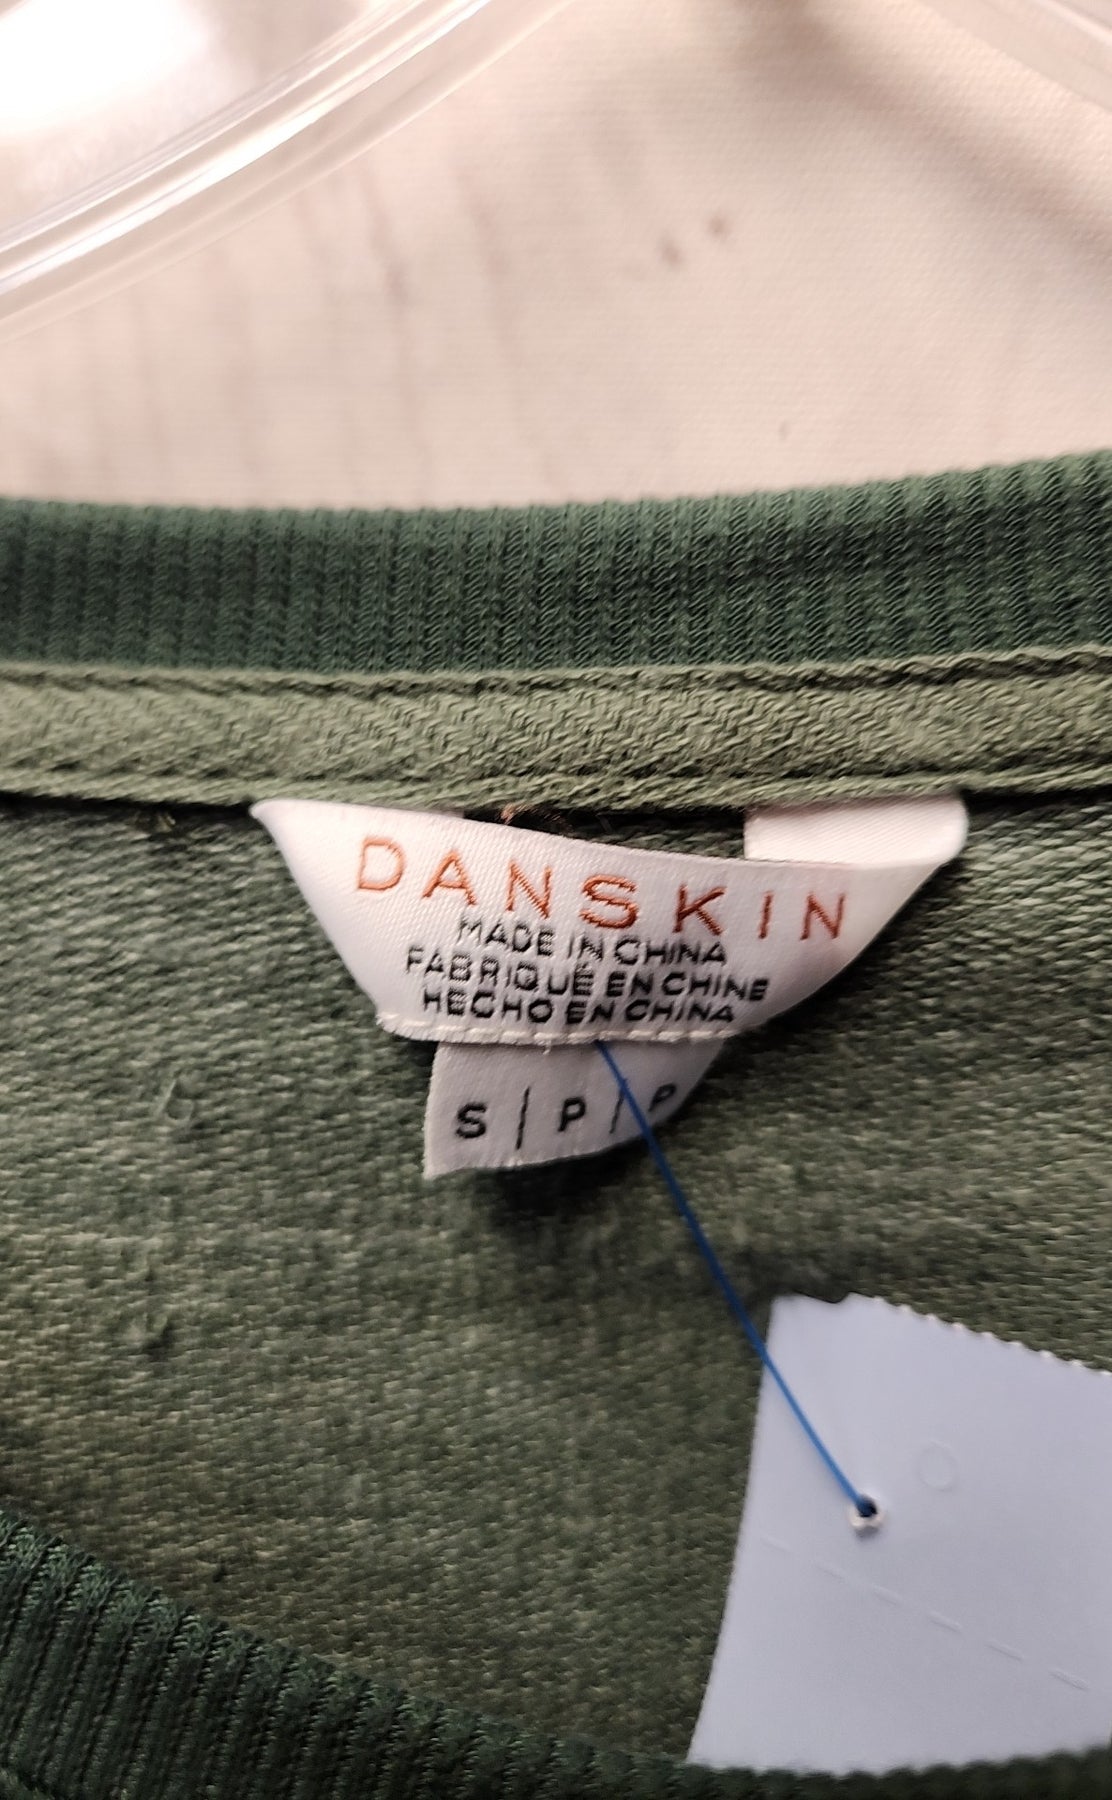 DANSKIN
MADE IN CHINA
FABRIQUÉ EN CHINE
HECHO EN CHINA
S | P | P